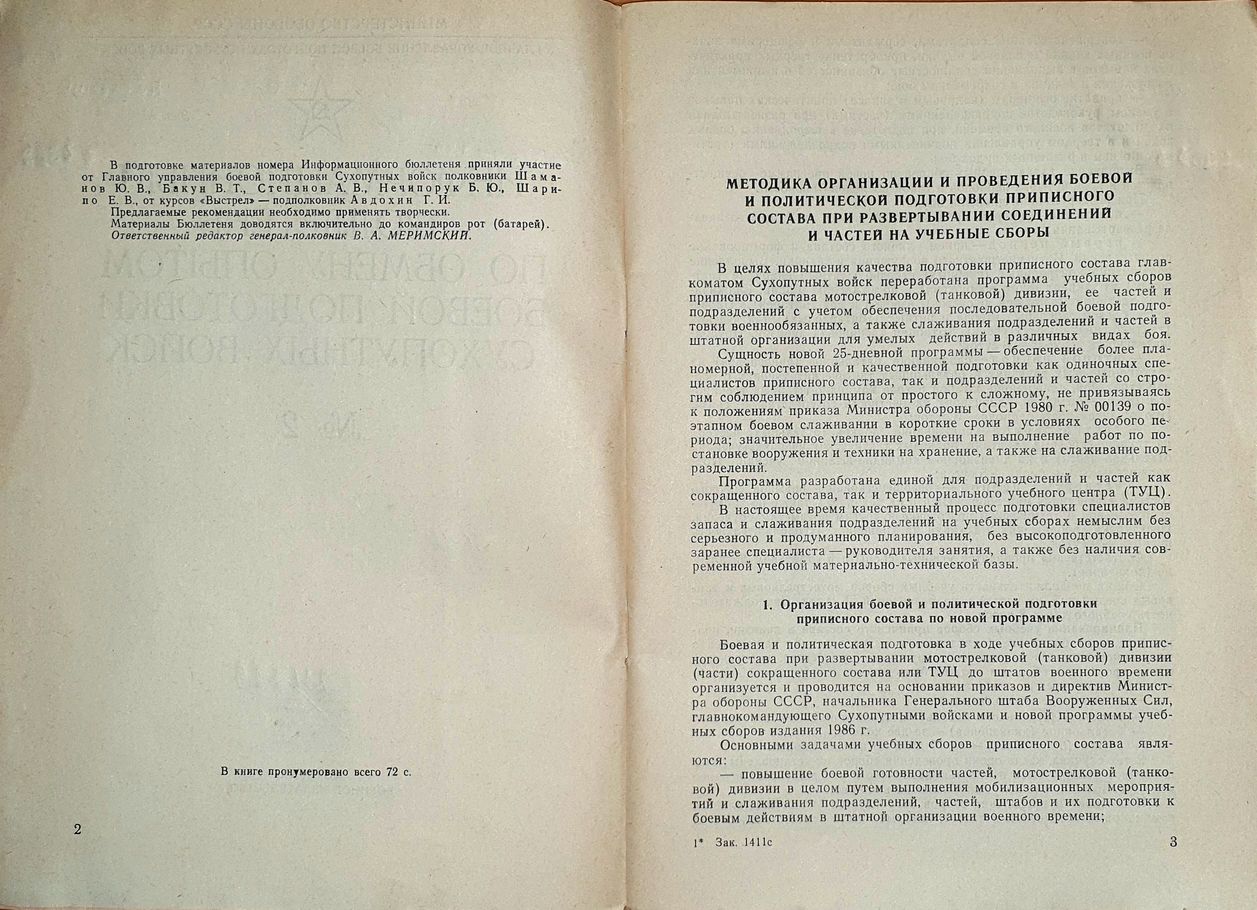 В подготовке материалов номера Информационного бюллетеня приняли участие
от Главного управления боевой подготовки Сухопутных войск полковники Шама-
нов Ю. В., Бакун В. Т., Степанов А. В., Нечипорук Б. Ю., Шари-
по Е. В., от курсов «Выстрел» — подполковник Авдохин Г. И.
Предлагаемые рекомендации необходимо применять творчески.
Материалы Бюллетеня доводятся включительно до командиров рот (батарей).
Ответственный редактор генерал-полковник В. А. МЕРИМСКИЙ.
В книге пронумеровано всего 72 с.
2
МЕТОДИКА ОРГАНИЗАЦИИ И ПРОВЕДЕНИЯ БОЕВОЙ
И ПОЛИТИЧЕСКОЙ ПОДГОТОВКИ ПРИПИСНОГО
СОСТАВА ПРИ РАЗВЕРТЫВАНИИ СОЕДИНЕНИЙ
И ЧАСТЕЙ НА УЧЕБНЫЕ СБОРЫ
В целях повышения качества подготовки приписного состава глав-
коматом Сухопутных войск переработана программа учебных сборов
приписного состава мотострелковой (танковой) дивизии, ее частей и
подразделений с учетом обеспечения последовательной боевой подго-
товки военнообязанных, а также слаживания подразделений и частей в
штатной организации для умелых действий в различных видах боя.
Сущность новой 25-дневной программы — обеспечение более пла-
номерной, постепенной и качественной подготовки как одиночных спе-
циалистов приписного состава, так и подразделений и частей со стро-
гим соблюдением принципа от простого к сложному, не привязываясь
к положениям приказа Министра обороны СССР 1980 г. № 00139 о по-
этапном боевом слаживании в короткие сроки в условиях особого пе-
риода; значительное увеличение времени на выполнение работ по по-
становке вооружения и техники на хранение, а также на слаживание под-
разделений.
Программа разработана единой для подразделений и частей как
сокращенного состава, так и территориального учебного центра (ТУЦ).
В настоящее время качественный процесс подготовки специалистов
запаса и слаживания подразделений на учебных сборах немыслим без
серьезного и продуманного планирования, без высокоподготовленного
заранее специалиста — руководителя занятия, а также без наличия сов-
ременной учебной материально-технической базы.
1. Организация боевой и политической подготовки
приписного состава по новой программе
Боевая и политическая подготовка в ходе учебных сборов припис-
ного состава при развертывании мотострелковой (танковой) дивизии
(части) сокращенного состава или ТУЦ до штатов военного времени
организуется и проводится на основании приказов и директив Минист-
ра обороны СССР, начальника Генерального штаба Вооруженных Сил,
главнокомандующего Сухопутными войсками и новой программы учеб-
ных сборов издания 1986 г.
Основными задачами учебных сборов приписного состава явля-
ются:
— повышение боевой готовности частей, мотострелковой (танко-
вой) дивизии в целом путем выполнения мобилизационных мероприя-
тий и слаживания подразделений, частей, штабов и их подготовки к
боевым действиям в штатной организации военного времени;
1* Зак. 1411с
3